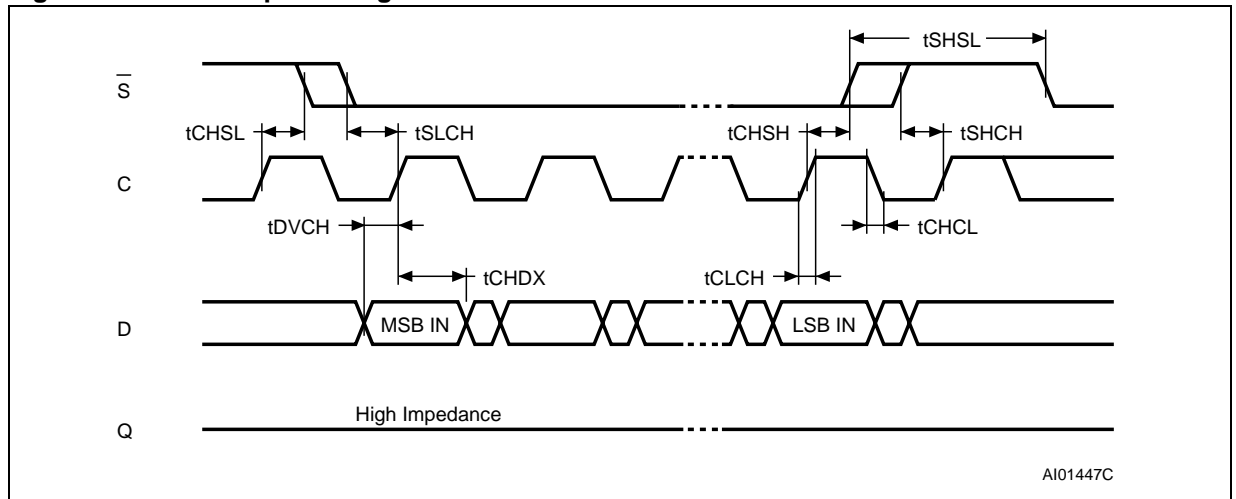 tSHSL
S
tCHSL
tSLCH
tCHSH
tSHCH
C
tDVCH
tCHCL
tCHDX
tCLCH
D
MSB IN
LSB IN
High Impedance
Q
AI01447C